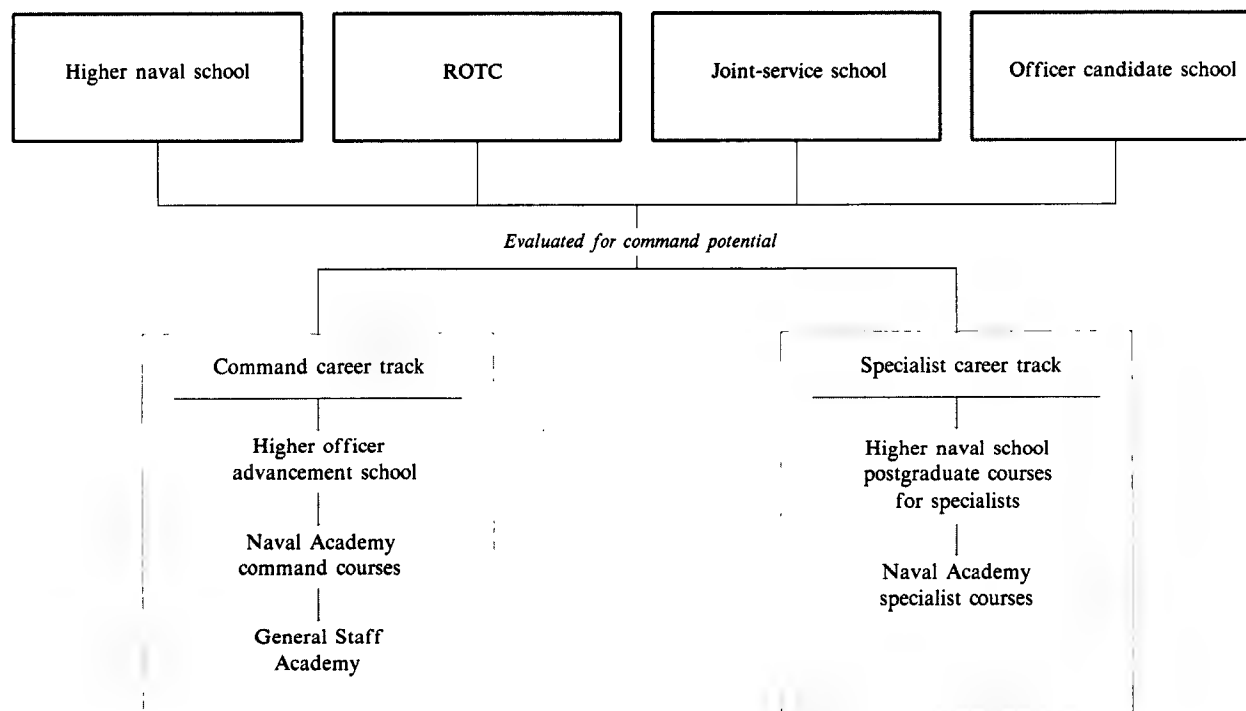 Higher naval school
ROTC
Joint-service school
Officer candidate school
Evaluated for command potential
Command career track
Higher officer
advancement school
Naval Academy
command courses
General Staff
Academy
Specialist career track
Higher naval school
postgraduate courses
for specialists
Naval Academy
specialist courses